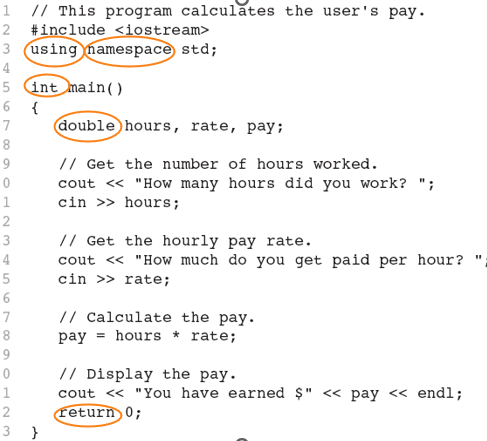 1 // This program calculates the user's pay.
2 #include <iostream>
3 using namespace std;
4
5 int main()
6 {
7 double hours, rate, pay;
8
9 // Get the number of hours worked.
0 cout << "How many hours did you work? ";
1 cin >> hours;
2
3 // Get the hourly pay rate.
4 cout << "How much do you get paid per hour? ";
5 cin >> rate;
6
7 // Calculate the pay.
8 pay = hours * rate;
9
0 // Display the pay.
1 cout << "You have earned $" << pay << endl;
2 return 0;
3 }